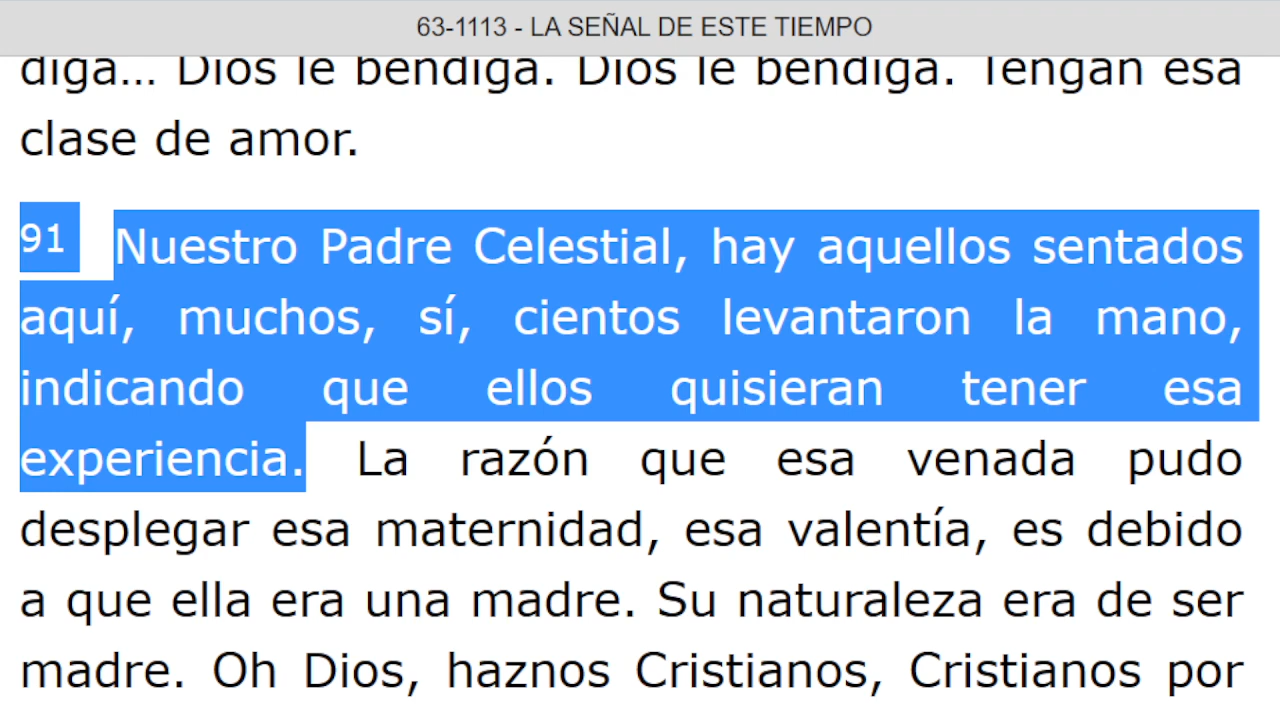 63-1113 - LA SEÑAL DE ESTE TIEMPO
diga... Dios le bendiga. Dios le bendiga. Tengan esa
clase de amor.
91 Nuestro Padre Celestial, hay aquellos sentados
aquí, muchos, sí, cientos levantaron la mano,
indicando que ellos quisieran tener esa
experiencia. La razón que esa venada pudo
desplegar esa maternidad, esa valentía, es debido
a que ella era una madre. Su naturaleza era de ser
madre. Oh Dios, haznos Cristianos, Cristianos por